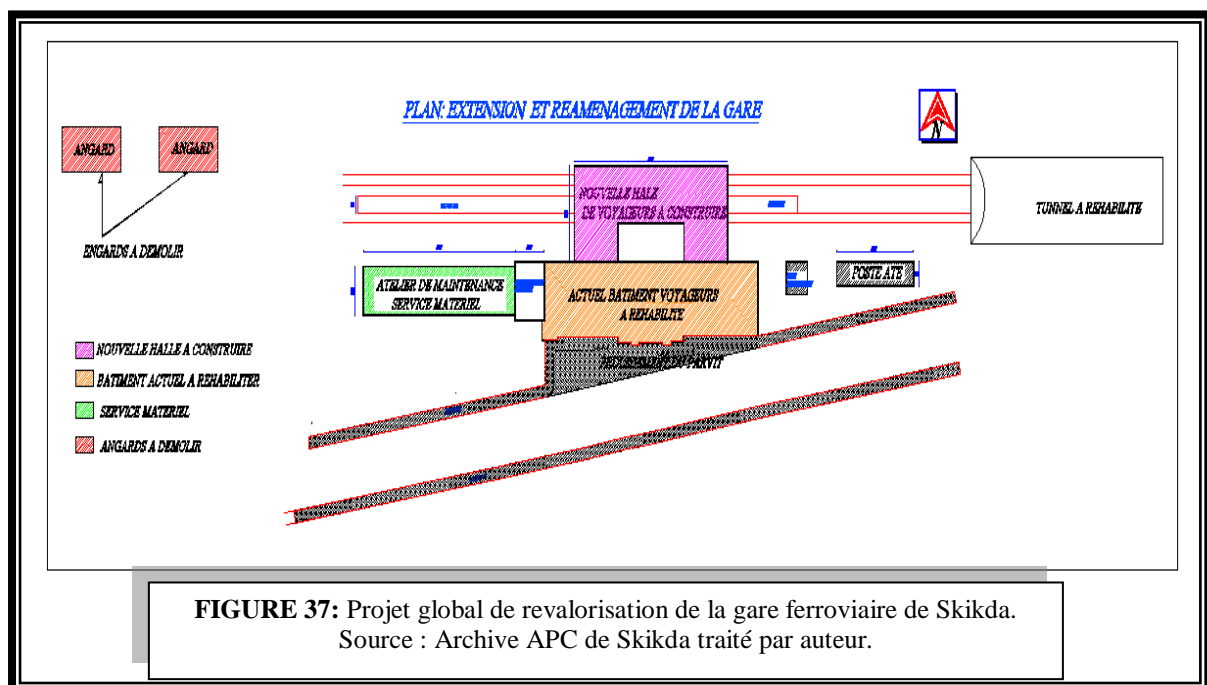 PLAN: EXTENSION ET REAMENAGEMENT DE LA GARE
N
ANGARD
ANGARD
ENGARDS A DEMOLIR
NOUVELLE HALE
DE VOYAGEURS A CONSTRUIRE
TUNNEL A REHABILITE
ATELIER DE MAINTENANCE
SERVICE MATERIEL
ACTUEL BATIMENT VOYAGEURS
A REHABILITE
POSTE ATE
DU PARVIT
NOUVELLE HALLE A CONSTRUIRE
BATIMENT ACTUEL A REHABILITER
SERVICE MATERIEL
ANGARDS A DEMOLIR
FIGURE 37: Projet global de revalorisation de la gare ferroviaire de Skikda.
Source : Archive APC de Skikda traité par auteur.